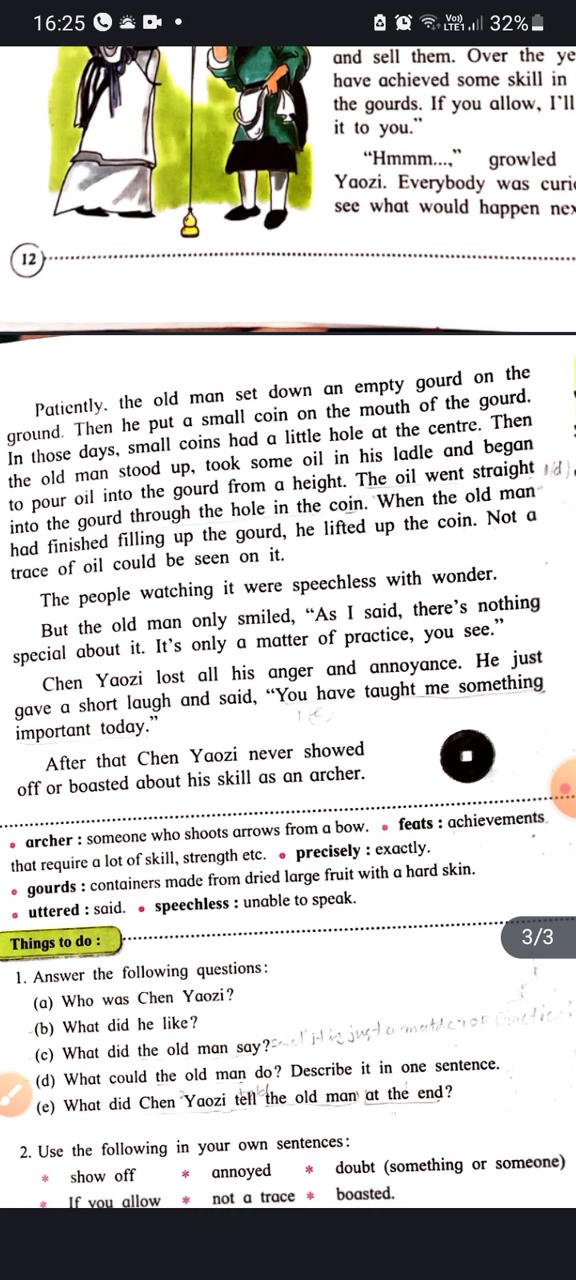 16:25
Vo)) LTE1 32%
and sell them. Over the ye
have achieved some skill in
the gourds. If you allow, I'll
it to you."
"Hmmm...," growled
Yaozi. Everybody was curi
see what would happen nex
12
Patiently. the old man set down an empty gourd on the
ground. Then he put a small coin on the mouth of the gourd.
In those days, small coins had a little hole at the centre. Then
the old man stood up, took some oil in his ladle and began
to pour oil into the gourd from a height. The oil went straight
into the gourd through the hole in the coin. When the old man
had finished filling up the gourd, he lifted up the coin. Not a
trace of oil could be seen on it.
The people watching it were speechless with wonder.
But the old man only smiled, "As I said, there's nothing
special about it. It's only a matter of practice, you see."
Chen Yaozi lost all his anger and annoyance. He just
gave a short laugh and said, "You have taught me something
important today."
After that Chen Yaozi never showed
off or boasted about his skill as an archer.
• archer : someone who shoots arrows from a bow. • feats : achievements
that require a lot of skill, strength etc. • precisely : exactly.
• gourds : containers made from dried large fruit with a hard skin.
• uttered : said. • speechless : unable to speak.
Things to do :
3/3
1. Answer the following questions:
(a) Who was Chen Yaozi?
(b) What did he like?
(c) What did the old man say? it is just a matter of practice
(d) What could the old man do? Describe it in one sentence.
(e) What did Chen Yaozi tell the old man at the end?
2. Use the following in your own sentences:
* show off * annoyed * doubt (something or someone)
* If you allow * not a trace * boasted.